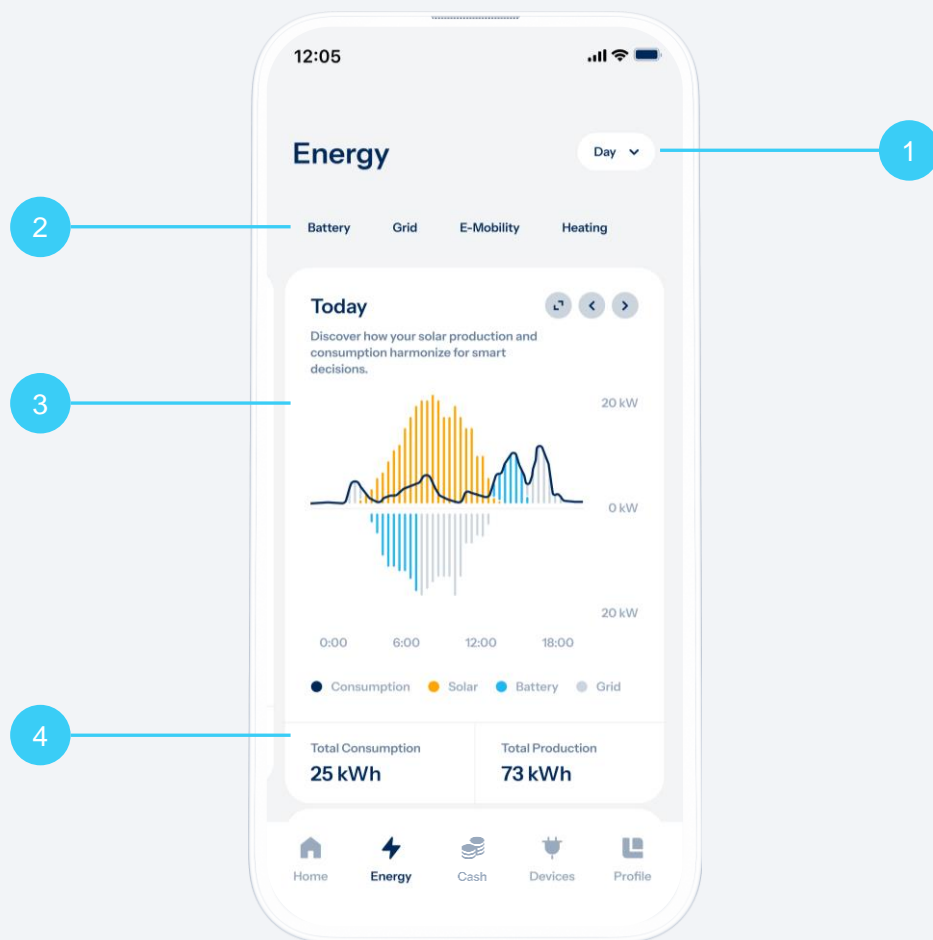 12:05
Energy
Day
1
2
Battery Grid E-Mobility Heating
Today
Discover how your solar production and
consumption harmonize for smart
decisions.
3
20 kW
0 kW
20 kW
0:00 6:00 12:00 18:00
Consumption Solar Battery Grid
4
Total Consumption Total Production
25 kWh 73 kWh
Home Energy Cash Devices Profile